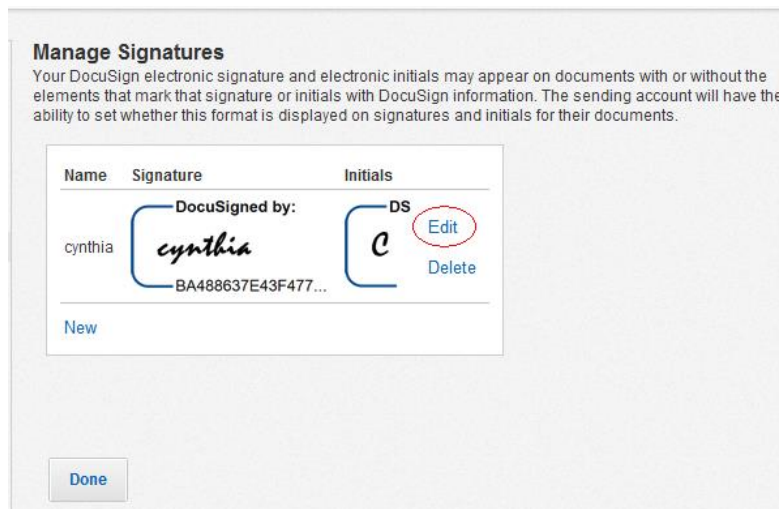 Manage Signatures
Your DocuSign electronic signature and electronic initials may appear on documents with or without the
elements that mark that signature or initials with DocuSign information. The sending account will have the
ability to set whether this format is displayed on signatures and initials for their documents.
Name Signature Initials
DocuSigned by: DS
Edit
cynthia cynthia C
Delete
BA488637E43F477...
New
Done